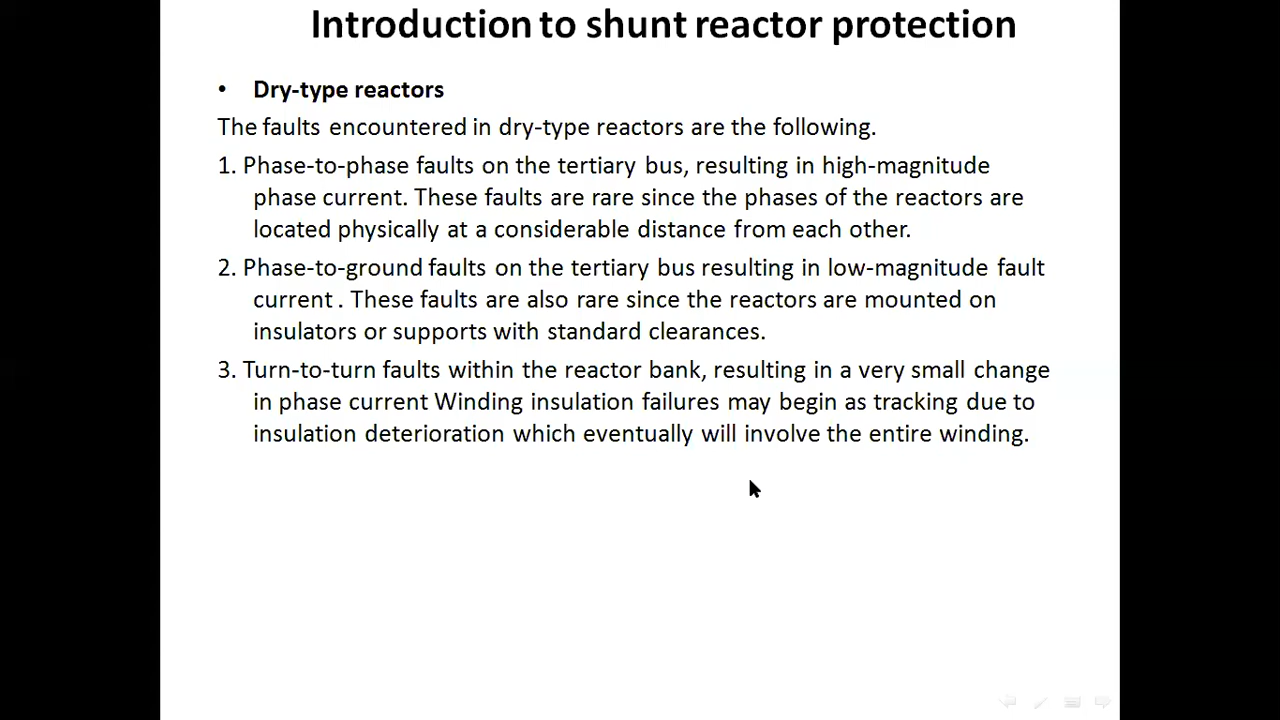 Introduction to shunt reactor protection
• Dry-type reactors
The faults encountered in dry-type reactors are the following.
1. Phase-to-phase faults on the tertiary bus, resulting in high-magnitude
phase current. These faults are rare since the phases of the reactors are
located physically at a considerable distance from each other.
2. Phase-to-ground faults on the tertiary bus resulting in low-magnitude fault
current . These faults are also rare since the reactors are mounted on
insulators or supports with standard clearances.
3. Turn-to-turn faults within the reactor bank, resulting in a very small change
in phase current Winding insulation failures may begin as tracking due to
insulation deterioration which eventually will involve the entire winding.